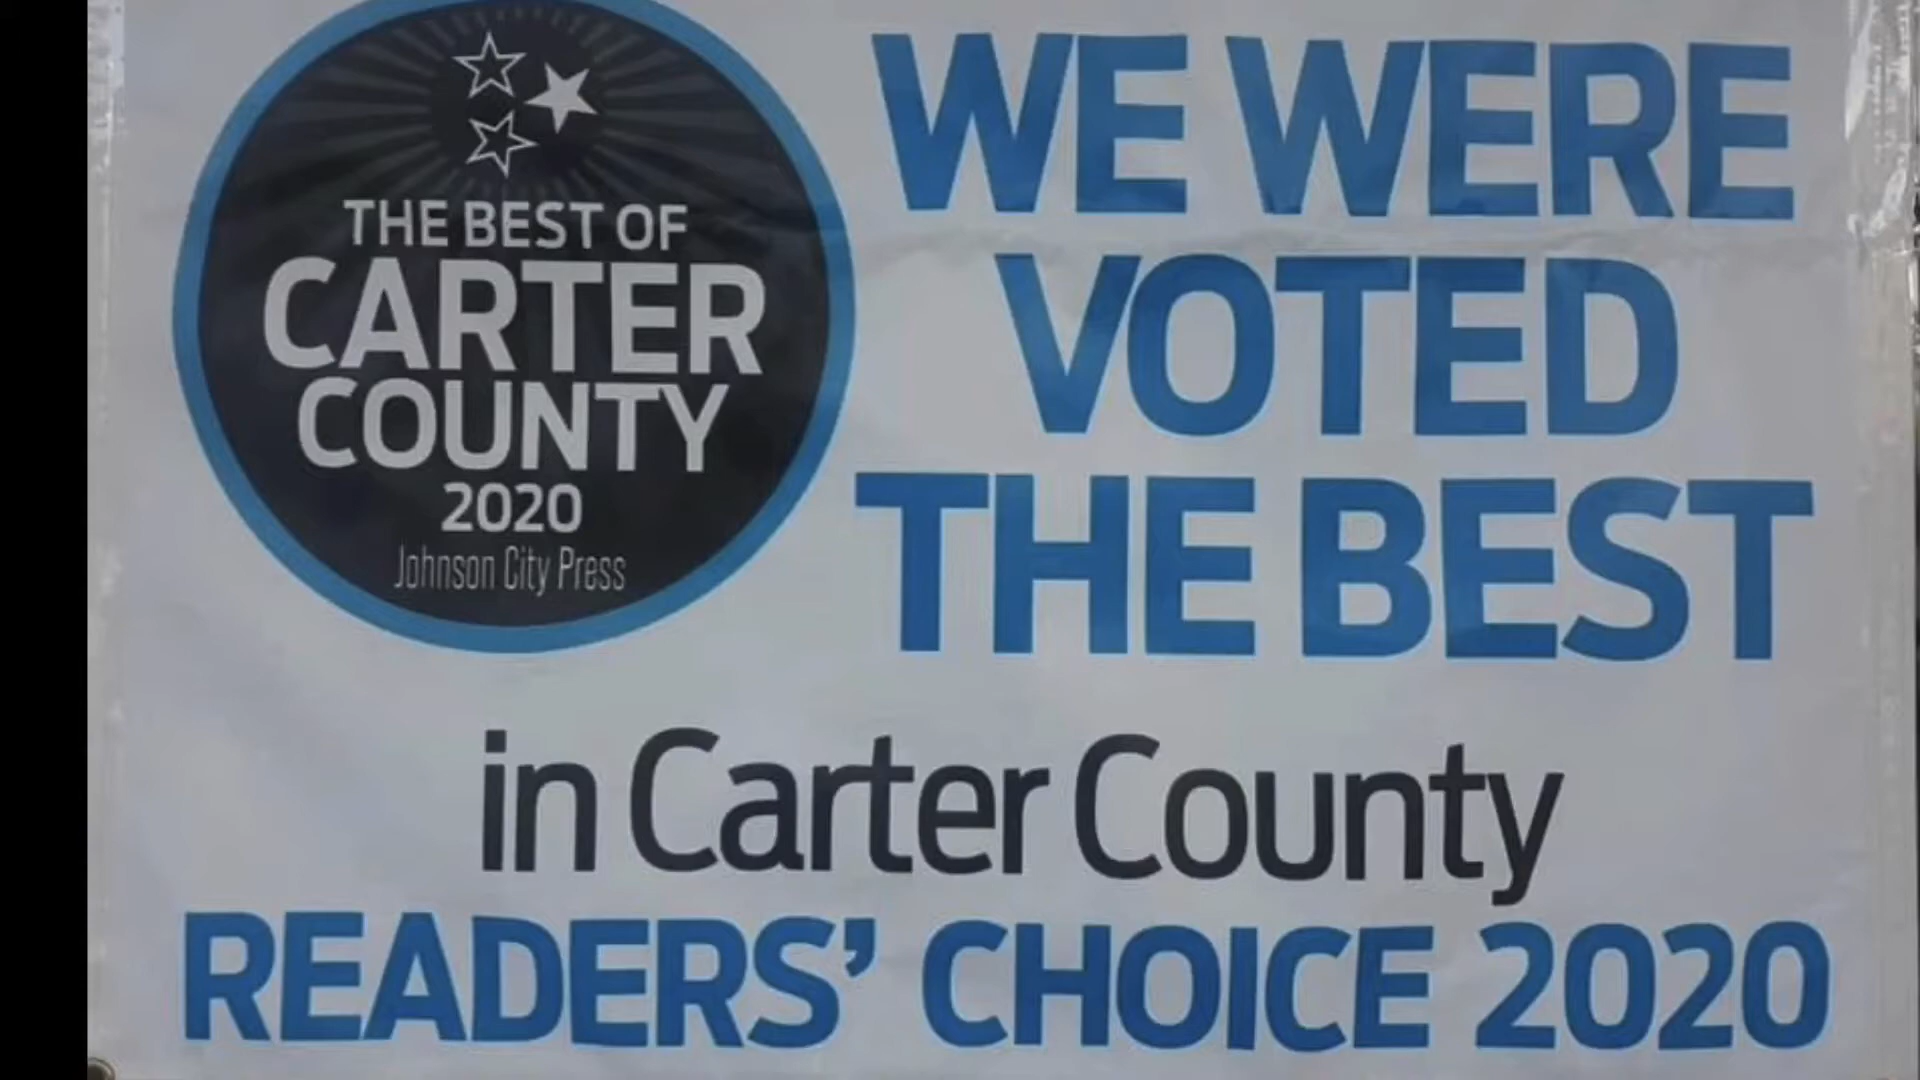 THE BEST OF
CARTER
COUNTY
2020
Johnson City Press
WE WERE
VOTED
THE BEST
in Carter County
READERS' CHOICE 2020